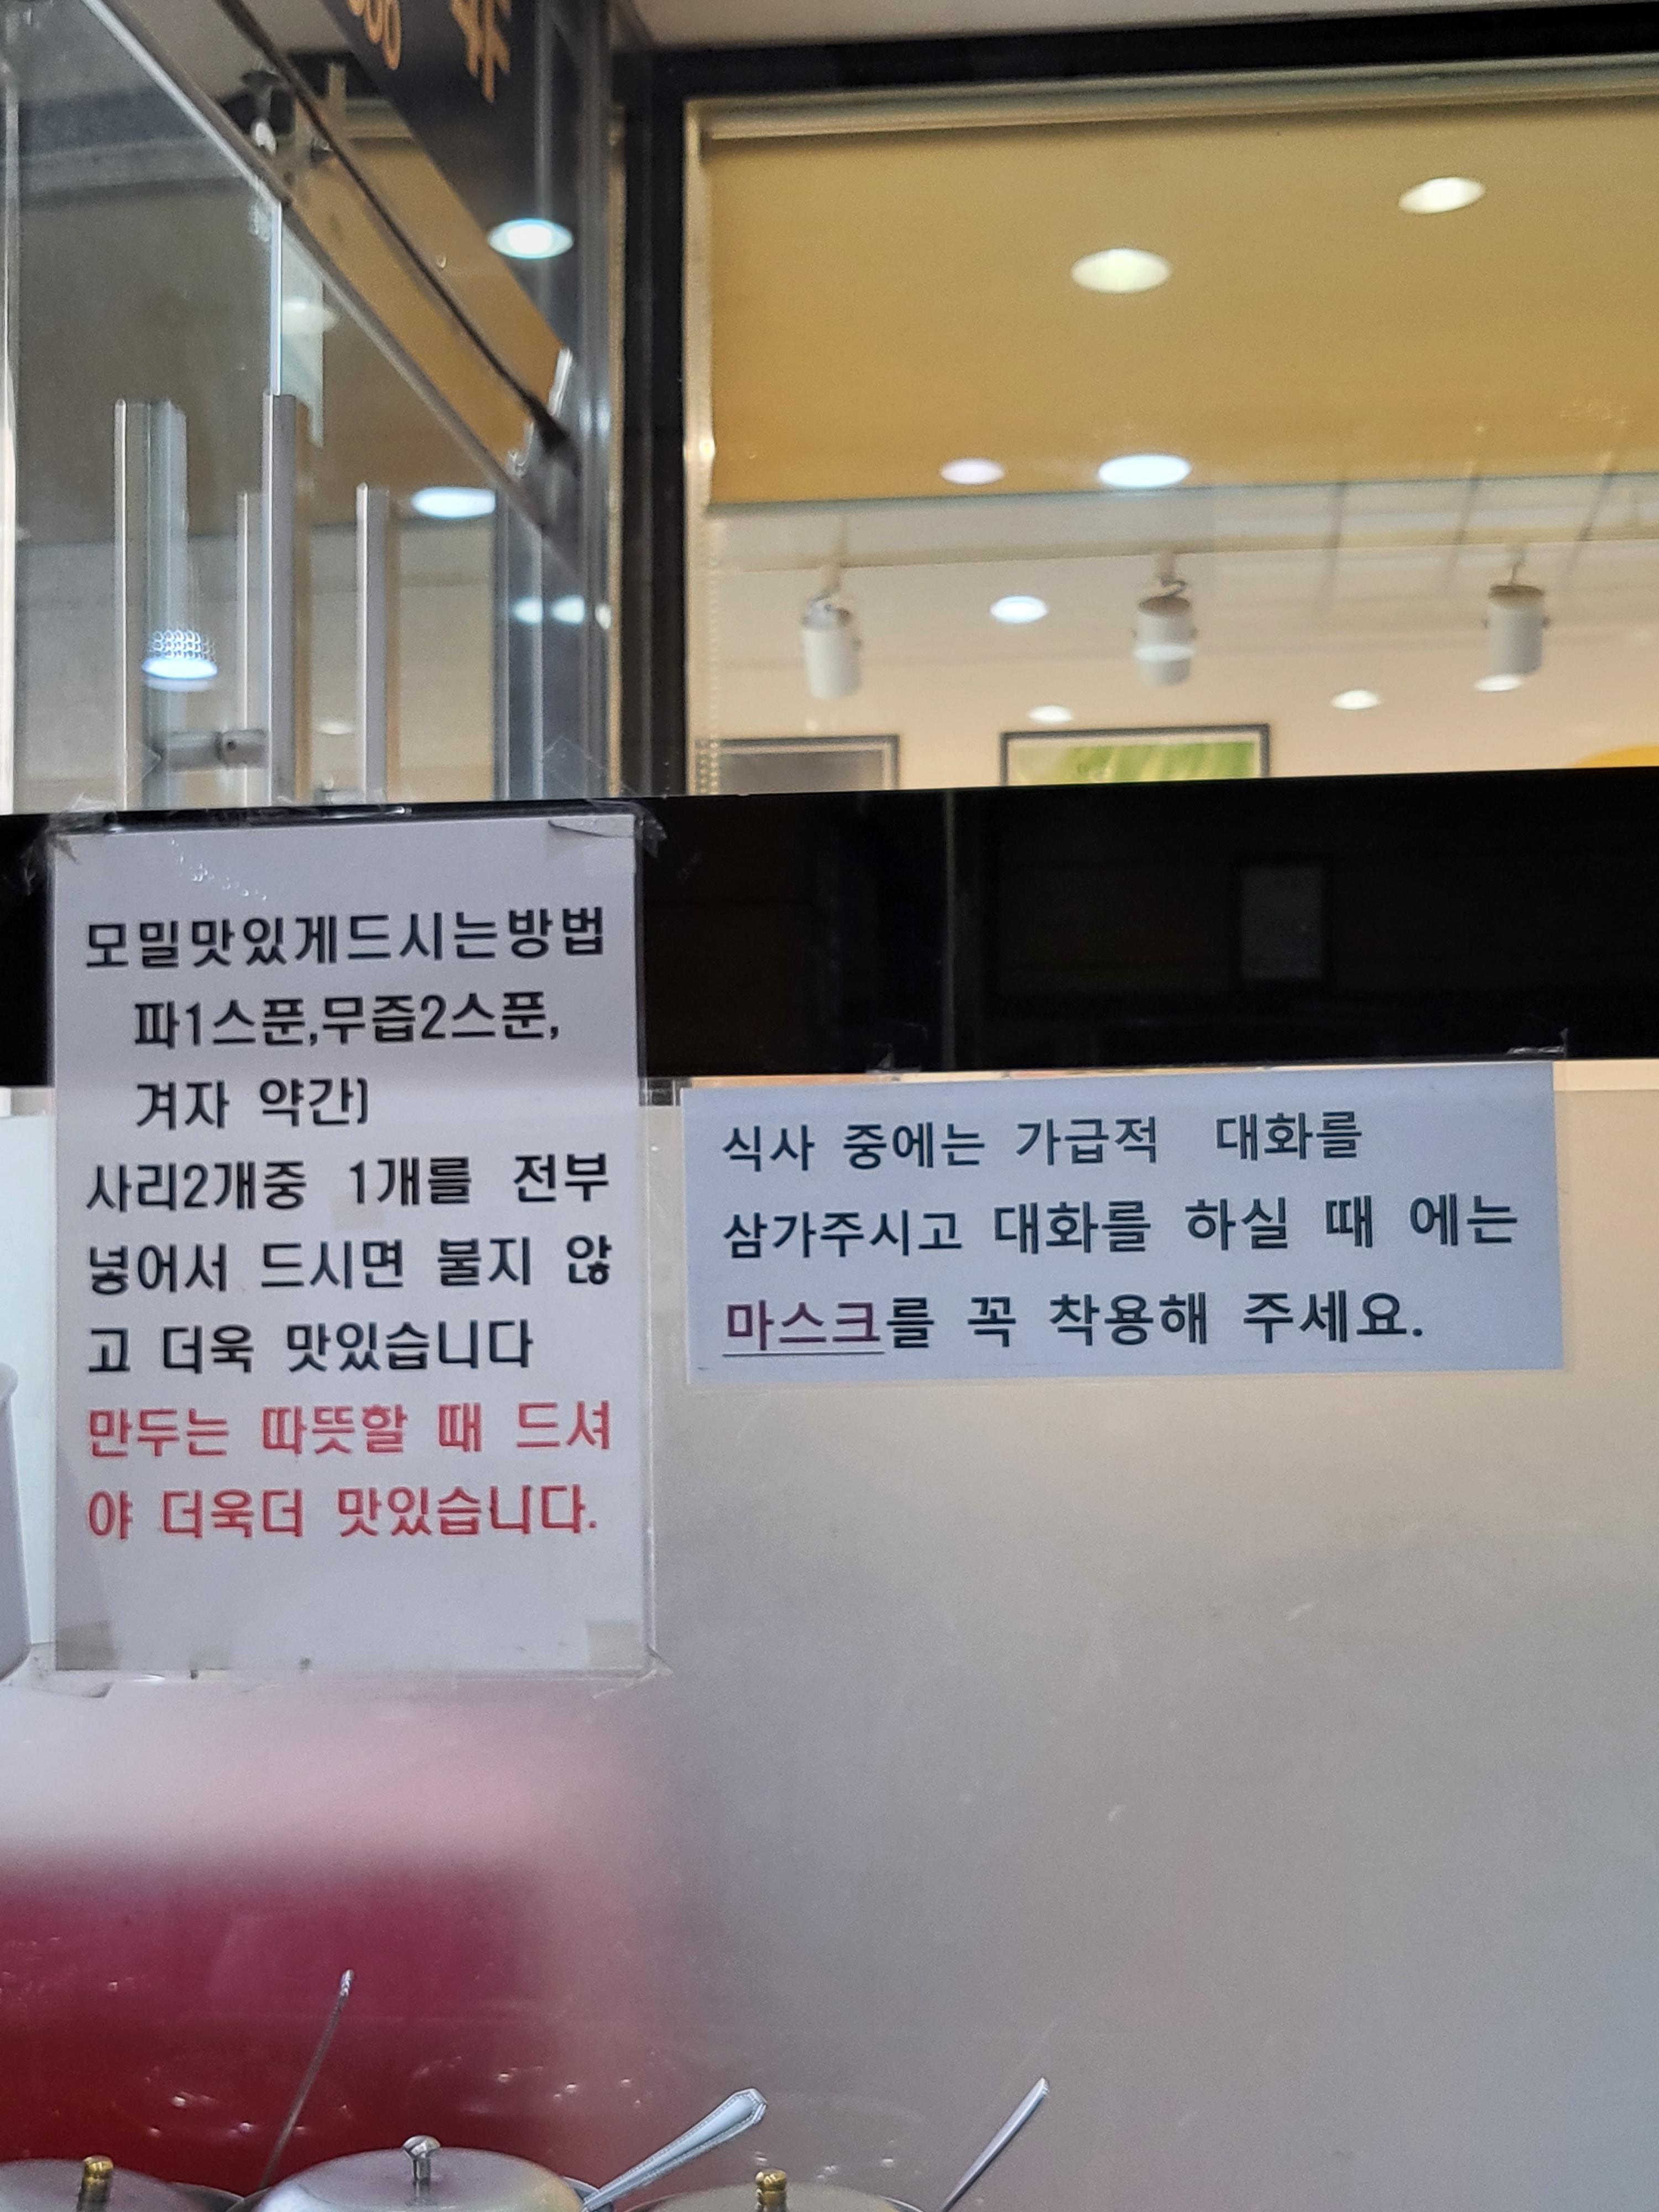 모밀맛있게드시는방법
파1스푼,무즙2스푼,
겨자 약간)
사리2개중 1개를 전부
넣어서 드시면 불지 않
고 더욱 맛있습니다
만두는 따뜻할 때 드셔
야 더욱더 맛있습니다.
식사 중에는 가급적 대화를
삼가주시고 대화를 하실 때 에는
마스크를 꼭 착용해 주세요.